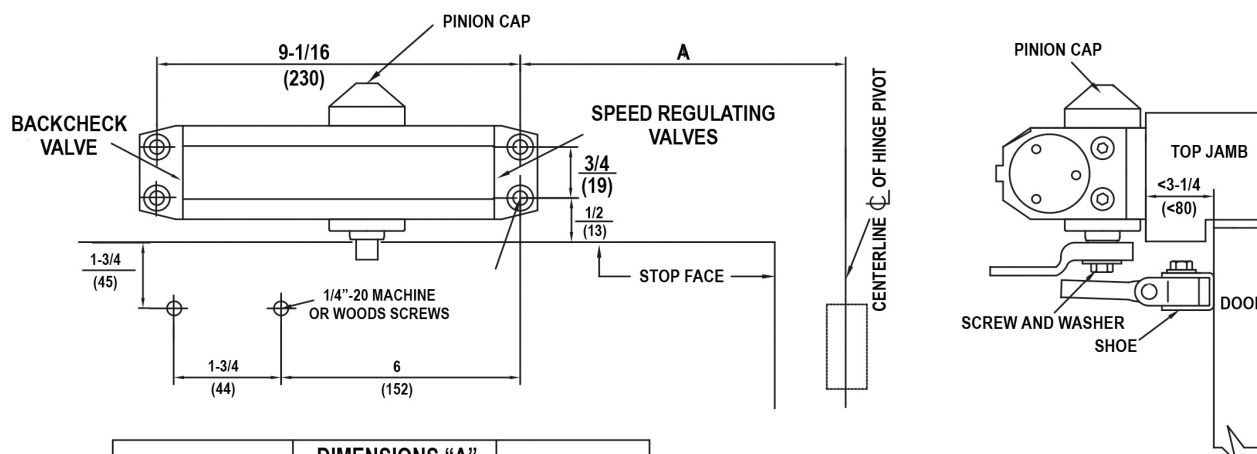 PINION CAP
9-1/16
(230)
A
BACKCHECK
VALVE
SPEED REGULATING
VALVES
3/4
(19)
1/2
(13)
CENTERLINE ℄ OF HINGE PIVOT
1-3/4
(45)
STOP FACE
1/4”-20 MACHINE
OR WOODS SCREWS
1-3/4
(44)
6
(152)
DIMENSIONS “A”
PINION CAP
TOP JAMB
<3-1/4
(<80)
SCREW AND WASHER
SHOE
DOO